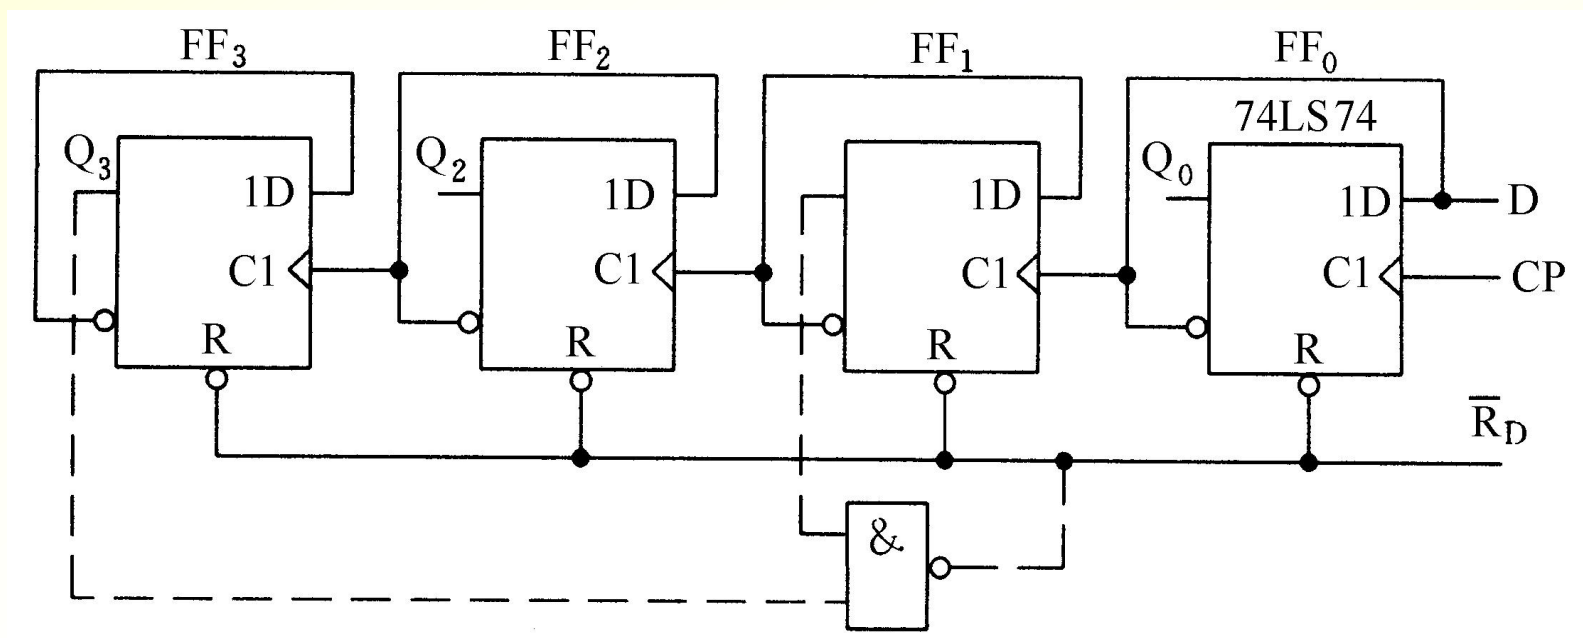 FF3 FF2 FF1 FF0
74LS74
Q3 1D Q2 1D 1D Q0 1D D
C1 C1 C1 C1 CP
R R R R
R̅D
&